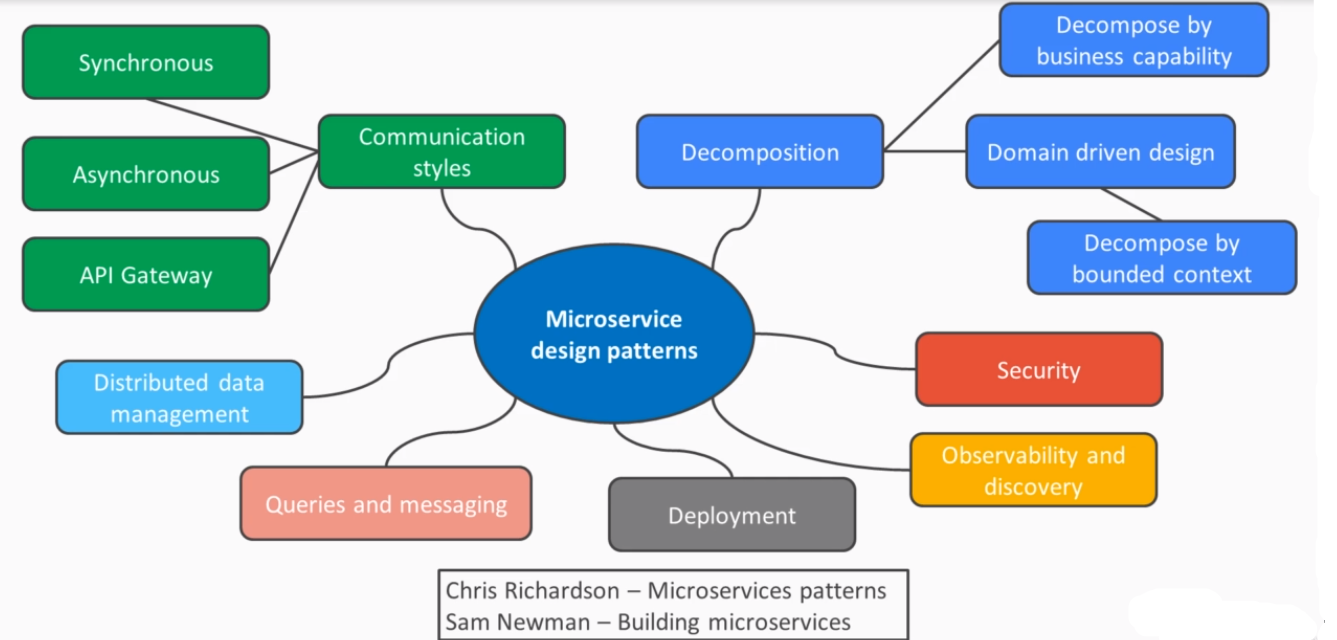 Synchronous
Asynchronous
API Gateway
Communication
styles
Decomposition
Decompose by
business capability
Domain driven design
Decompose by
bounded context
Microservice
design patterns
Distributed data
management
Queries and messaging
Deployment
Security
Observability and
discovery
Chris Richardson – Microservices patterns
Sam Newman – Building microservices